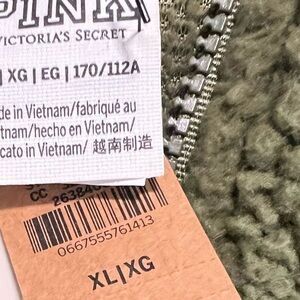 PINK
VICTORIA'S SECRET
| XG | EG | 170/112A
de in Vietnam/fabriqué au
tnam/hecho en Vietnam/
cato in Vietnam/ 越南制造
CC
0667555761413
XL|XG